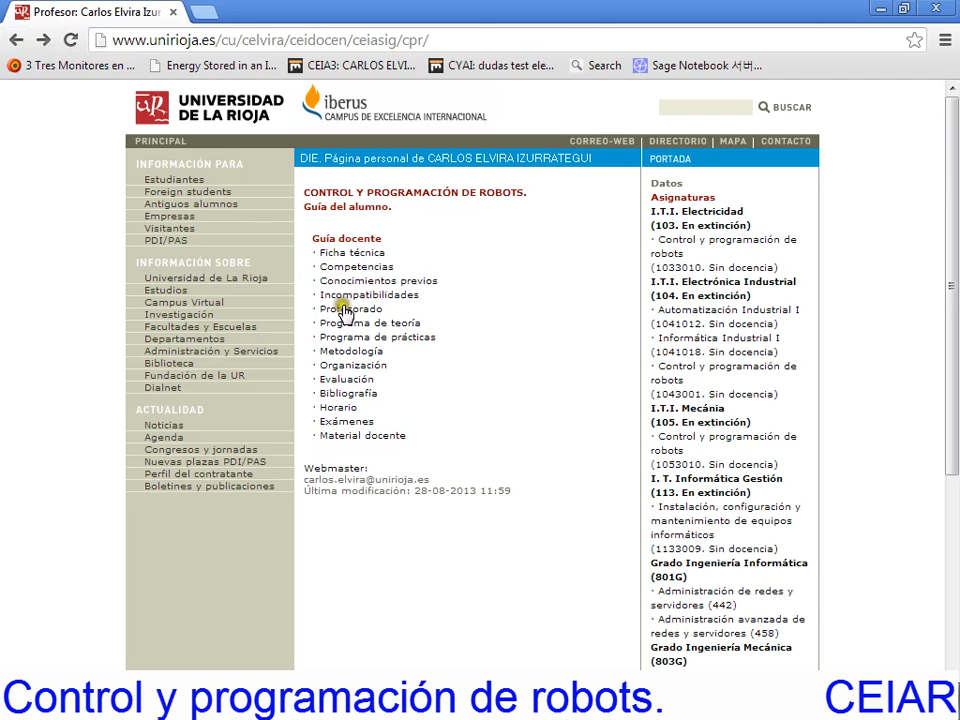 Profesor: Carlos Elvira Izur
www.unirioja.es/cu/celvira/ceidocen/ceiasig/cpr/
3 Tres Monitores en ...
Energy Stored in an I...
CEIA3: CARLOS ELVI...
CYAI: dudas test ele...
Search
Sage Notebook 서버...
UR
UNIVERSIDAD
DE LA RIOJA
iberus
CAMPUS DE EXCELENCIA INTERNACIONAL
BUSCAR
PRINCIPAL
CORREO-WEB
DIRECTORIO
MAPA
CONTACTO
INFORMACIÓN PARA
Estudiantes
Foreign students
Antiguos alumnos
Empresas
Visitantes
PDI/PAS
INFORMACIÓN SOBRE
Universidad de La Rioja
Estudios
Campus Virtual
Investigación
Facultades y Escuelas
Departamentos
Administración y Servicios
Biblioteca
Fundación de la UR
Dialnet
ACTUALIDAD
Noticias
Agenda
Congresos y jornadas
Nuevas plazas PDI/PAS
Perfil del contratante
Boletines y publicaciones
DIE. Página personal de CARLOS ELVIRA IZURRATEGUI
CONTROL Y PROGRAMACIÓN DE ROBOTS.
Guía del alumno.
Guía docente
· Ficha técnica
· Competencias
· Conocimientos previos
· Incompatibilidades
· Profesorado
· Programa de teoría
· Programa de prácticas
· Metodología
· Organización
· Evaluación
· Bibliografía
· Horario
· Exámenes
· Material docente
Webmaster:
carlos.elvira@unirioja.es
Última modificación: 28-08-2013 11:59
PORTADA
Datos
Asignaturas
I.T.I. Electricidad
(103. En extinción)
· Control y programación de
robots
(1033010. Sin docencia)
I.T.I. Electrónica Industrial
(104. En extinción)
· Automatización Industrial I
(1041012. Sin docencia)
· Informática Industrial I
(1041018. Sin docencia)
· Control y programación de
robots
(1043001. Sin docencia)
I.T.I. Mecánia
(105. En extinción)
· Control y programación de
robots
(1053010. Sin docencia)
I. T. Informática Gestión
(113. En extinción)
· Instalación, configuración y
mantenimiento de equipos
informáticos
(1133009. Sin docencia)
Grado Ingeniería Informática
(801G)
· Administración de redes y
servidores (442)
· Administración avanzada de
redes y servidores (458)
Grado Ingeniería Mecánica
(803G)
Control y programación de robots. CEIAR